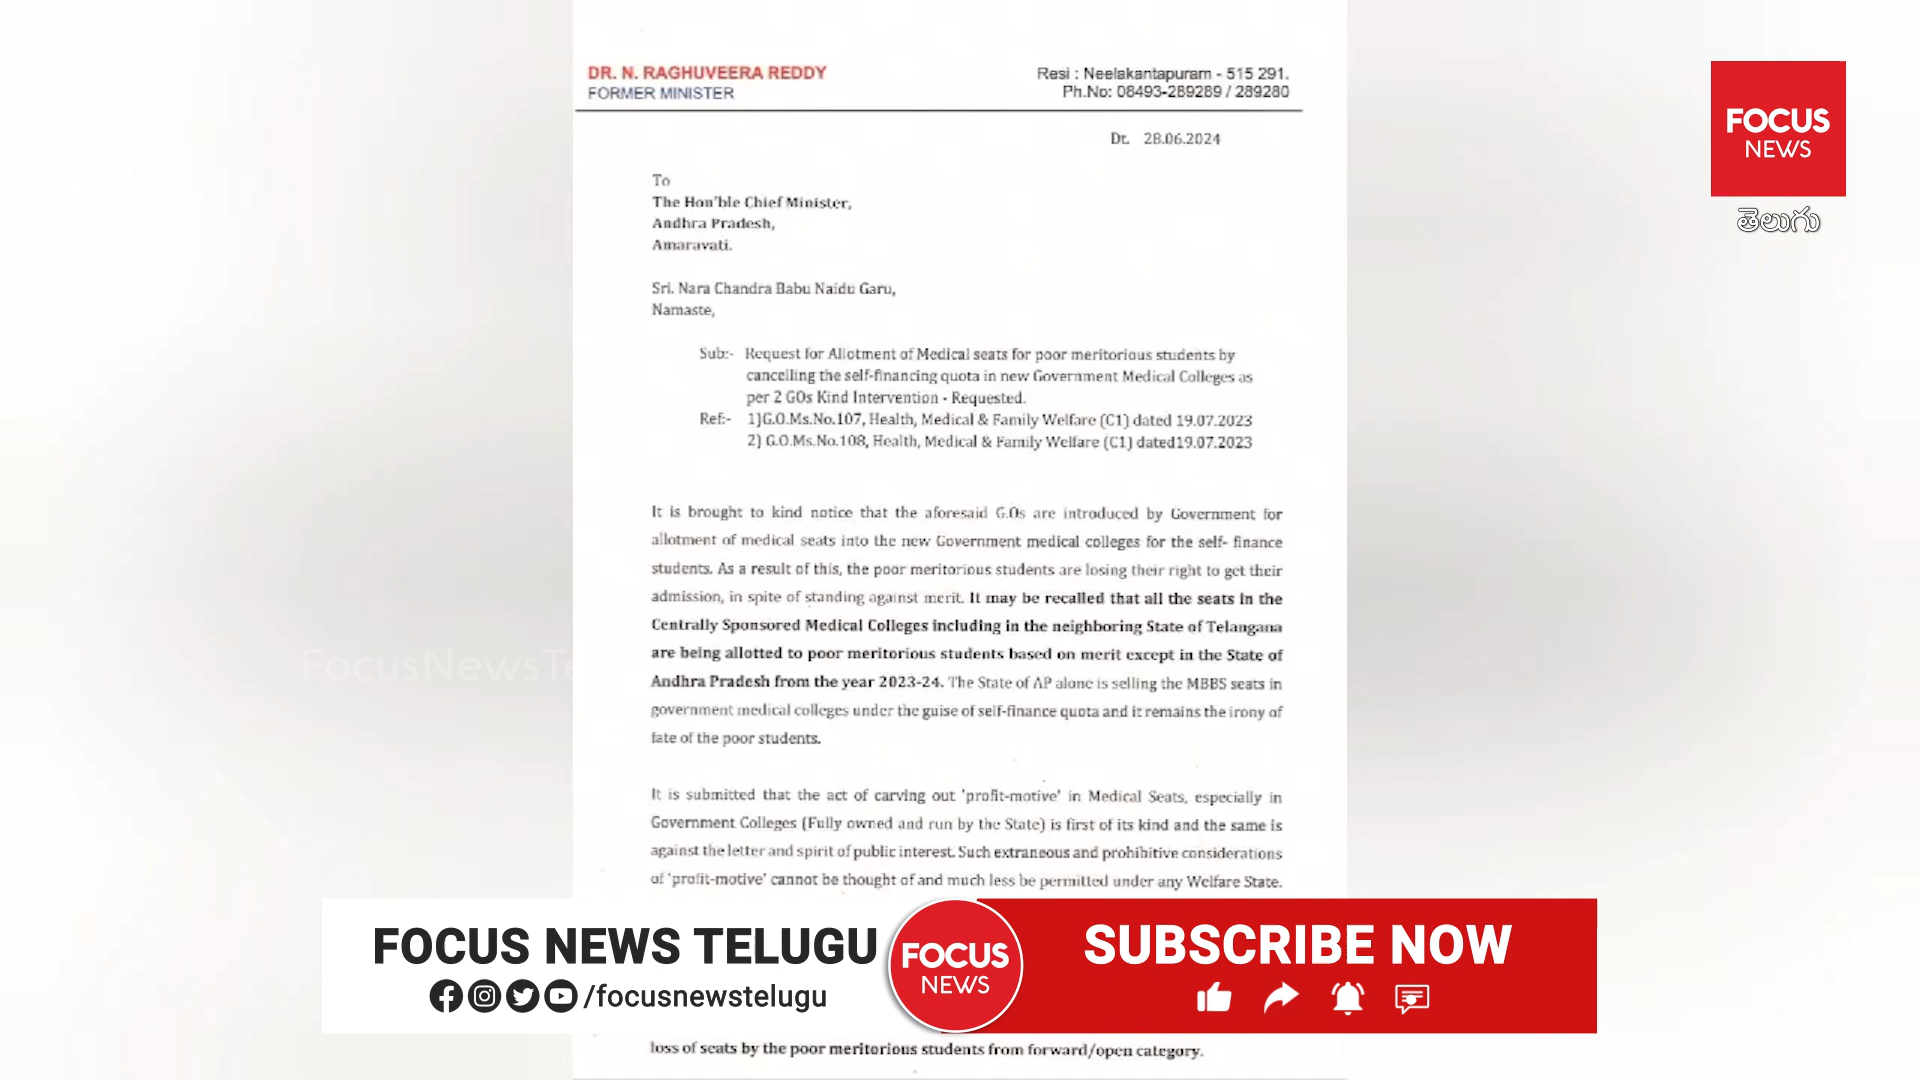 DR. N. RAGHUVEERA REDDY
FORMER MINISTER
Resi : Neelakantapuram - 515 291.
Ph.No: 08493-289289 / 289280
Dt. 28.06.2024
FOCUS
NEWS
తెలుగు
To
The Hon'ble Chief Minister,
Andhra Pradesh,
Amaravati.
Sri. Nara Chandra Babu Naidu Garu,
Namaste,
Sub:- Request for Allotment of Medical seats for poor meritorious students by
cancelling the self-financing quota in new Government Medical Colleges as
per 2 GOs Kind Intervention - Requested.
Ref:- 1)G.O.Ms.No.107, Health, Medical & Family Welfare (C1) dated 19.07.2023
2) G.O.Ms.No.108, Health, Medical & Family Welfare (C1) dated19.07.2023
It is brought to kind notice that the aforesaid G.Os are introduced by Government for
allotment of medical seats into the new Government medical colleges for the self- finance
students. As a result of this, the poor meritorious students are losing their right to get their
admission, in spite of standing against merit. It may be recalled that all the seats in the
Centrally Sponsored Medical Colleges including in the neighboring State of Telangana
are being allotted to poor meritorious students based on merit except in the State of
Andhra Pradesh from the year 2023-24. The State of AP alone is selling the MBBS seats in
government medical colleges under the guise of self-finance quota and it remains the irony of
fate of the poor students.
FocusNewsTe
It is submitted that the act of carving out 'profit-motive' in Medical Seats, especially in
Government Colleges (Fully owned and run by the State) is first of its kind and the same is
against the letter and spirit of public interest. Such extraneous and prohibitive considerations
of 'profit-motive' cannot be thought of and much less be permitted under any Welfare State.
FOCUS NEWS TELUGU
/focusnewstelugu
FOCUS
NEWS
SUBSCRIBE NOW
loss of seats by the poor meritorious students from forward/open category.